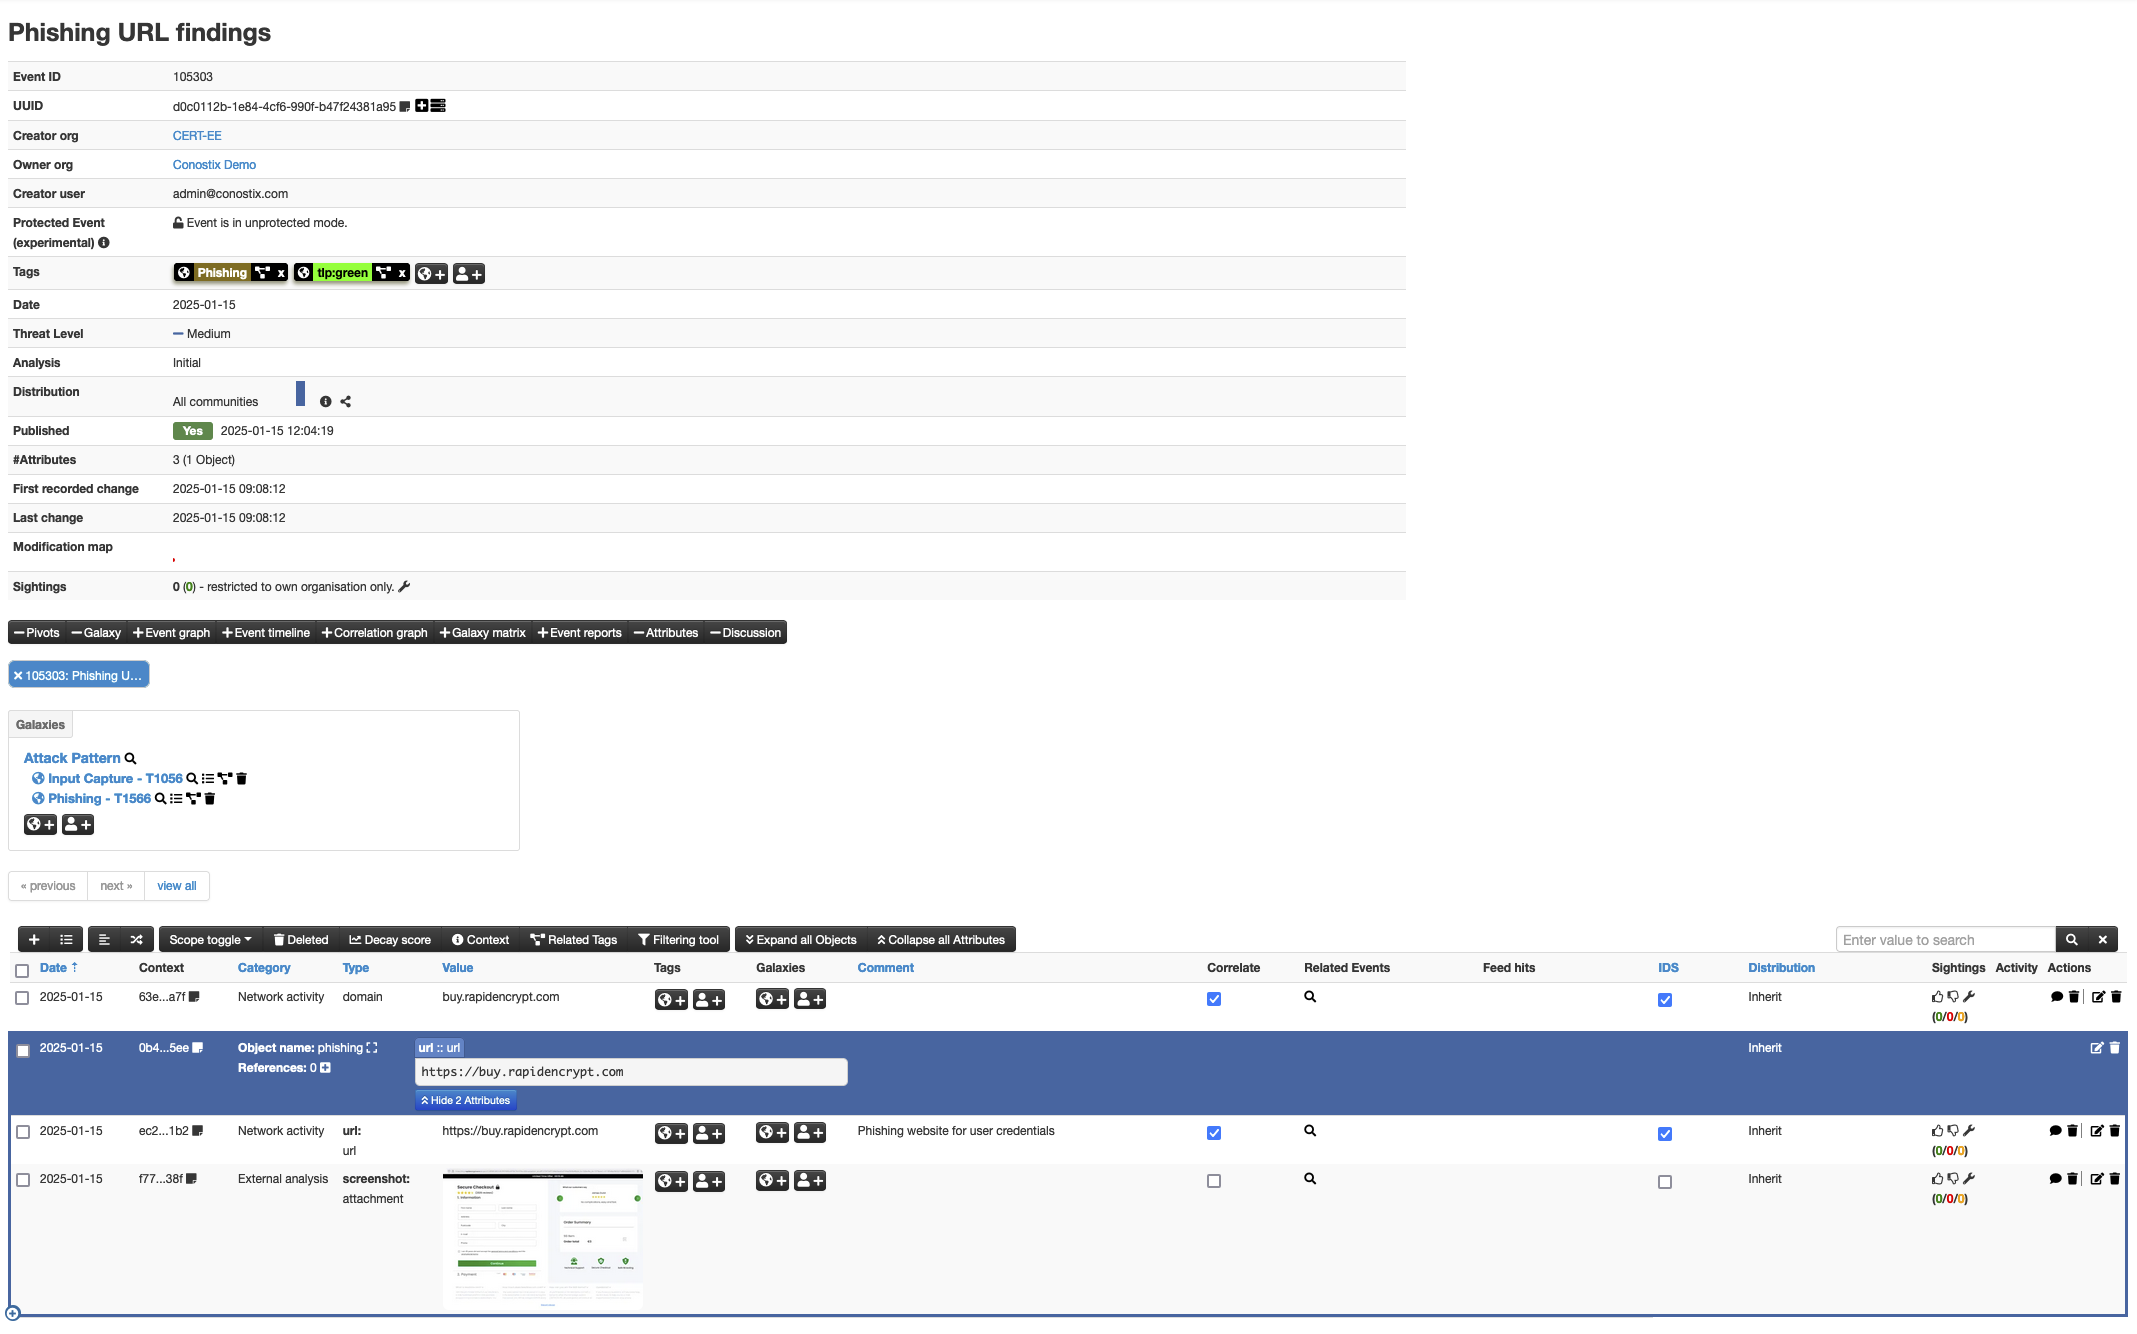 Phishing URL findings
Event ID 105303
UUID d0c0112b-1e84-4cf6-990f-b47f24381a95
Creator org CERT-EE
Owner org Conostix Demo
Creator user admin@conostix.com
Protected Event (experimental) Event is in unprotected mode.
Tags Phishing x tlp:green x + +
Date 2025-01-15
Threat Level Medium
Analysis Initial
Distribution All communities
Published Yes 2025-01-15 12:04:19
#Attributes 3 (1 Object)
First recorded change 2025-01-15 09:08:12
Last change 2025-01-15 09:08:12
Modification map
Sightings 0 (0) - restricted to own organisation only.
−Pivots −Galaxy +Event graph +Event timeline +Correlation graph +Galaxy matrix +Event reports −Attributes −Discussion
× 105303: Phishing U...
Galaxies
Attack Pattern
Input Capture - T1056
Phishing - T1566
+ +
« previous next » view all
+ Scope toggle Deleted Decay score Context Related Tags Filtering tool Expand all Objects Collapse all Attributes Enter value to search ×
Date ↑ Context Category Type Value Tags Galaxies Comment Correlate Related Events Feed hits IDS Distribution Sightings Activity Actions
2025-01-15 63e...a7f Network activity domain buy.rapidencrypt.com + + + + Inherit
(0/0/0)
2025-01-15 0b4...5ee Object name: phishing url :: url Inherit
References: 0 + https://buy.rapidencrypt.com
Hide 2 Attributes
2025-01-15 ec2...1b2 Network activity url: https://buy.rapidencrypt.com + + + + Phishing website for user credentials Inherit
url (0/0/0)
2025-01-15 f77...38f External analysis screenshot: + + + + Inherit
attachment (0/0/0)
Secure Checkout
Order Summary